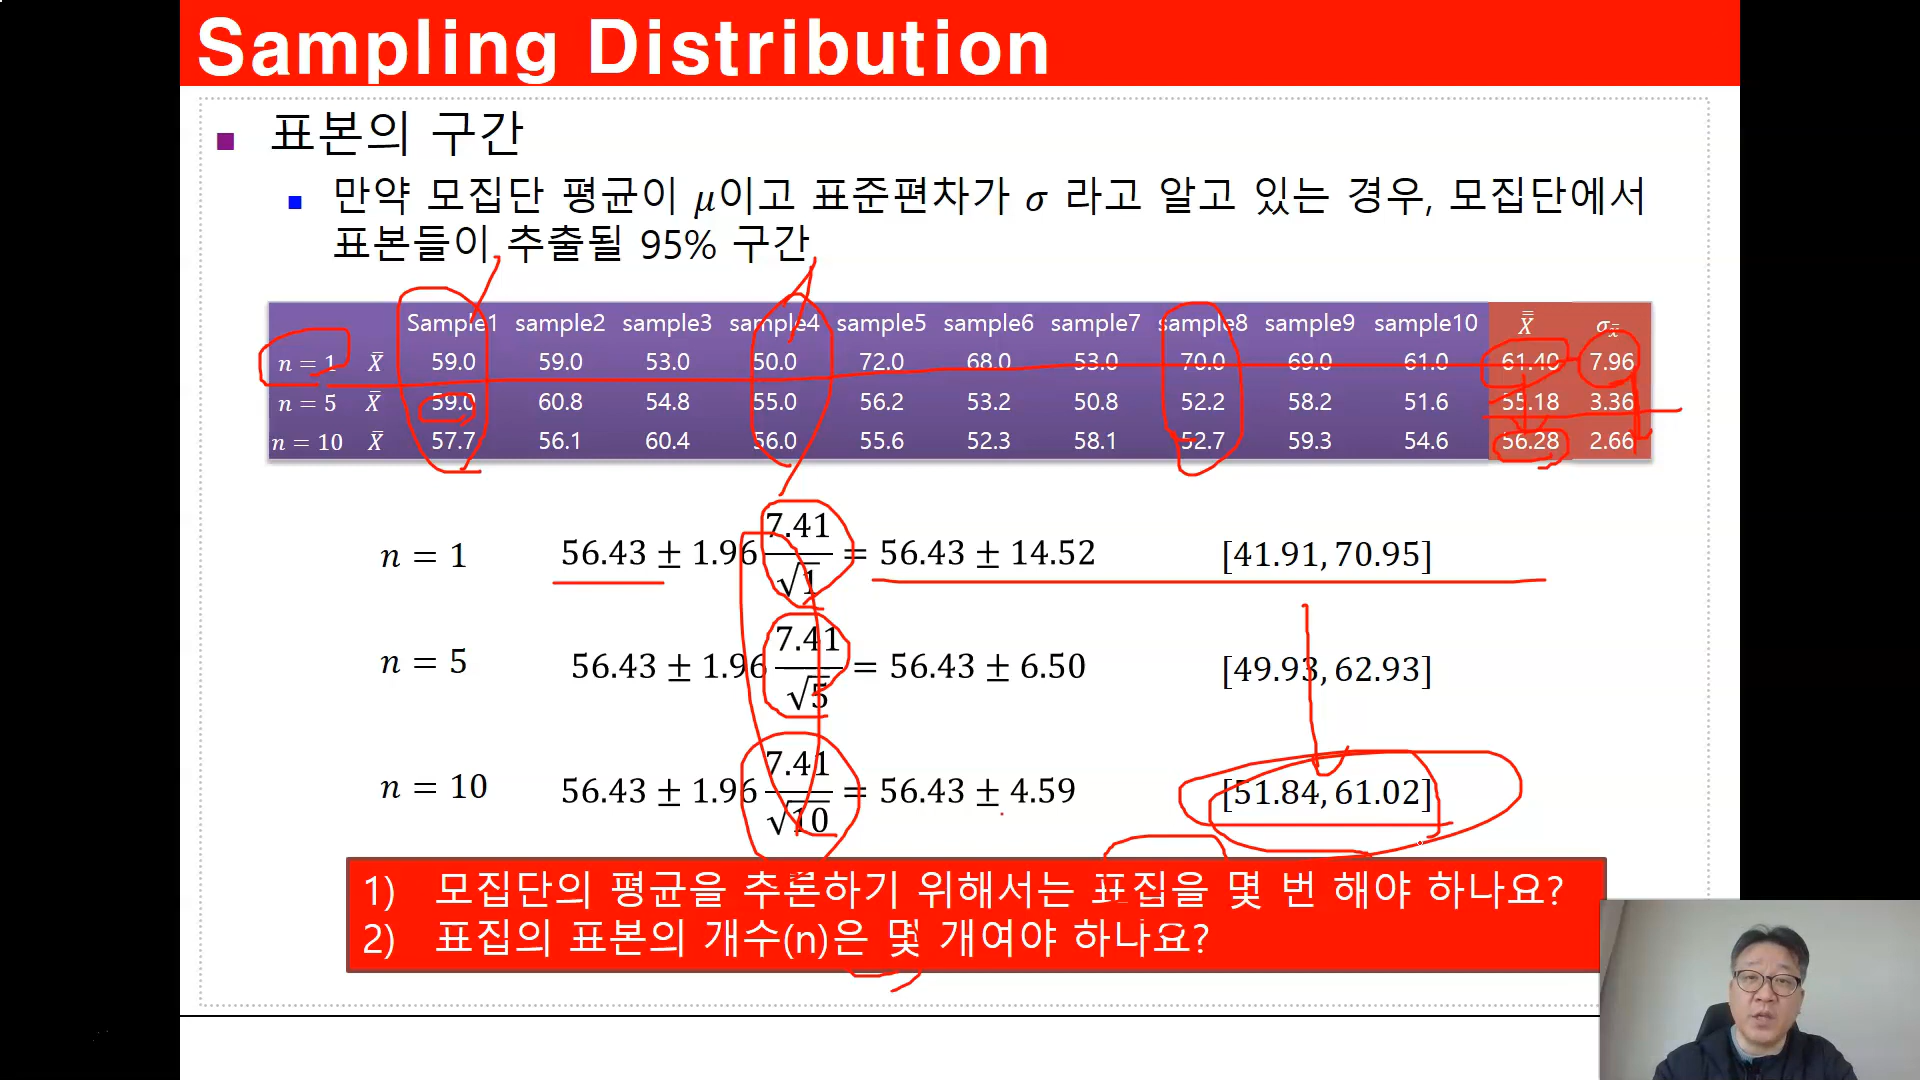 Sampling Distribution
표본의 구간
만약 모집단 평균이 μ이고 표준편차가 σ 라고 알고 있는 경우, 모집단에서
표본들이 추출될 95% 구간
Sample1 sample2 sample3 sample4 sample5 sample6 sample7 sample8 sample9 sample10 X̿ σx̅
n = 1 X̅ 59.0 59.0 53.0 50.0 72.0 68.0 53.0 70.0 69.0 61.0 61.40 7.96
n = 5 X̅ 59.0 60.8 54.8 55.0 56.2 53.2 50.8 52.2 58.2 51.6 55.18 3.36
n = 10 X̅ 57.7 56.1 60.4 56.0 55.6 52.3 58.1 52.7 59.3 54.6 56.28 2.66
n = 1 56.43 ± 1.96 7.41/√1 = 56.43 ± 14.52 [41.91, 70.95]
n = 5 56.43 ± 1.96 7.41/√5 = 56.43 ± 6.50 [49.93, 62.93]
n = 10 56.43 ± 1.96 7.41/√10 = 56.43 ± 4.59 [51.84, 61.02]
1) 모집단의 평균을 추론하기 위해서는 표집을 몇 번 해야 하나요?
2) 표집의 표본의 개수(n)은 몇 개여야 하나요?